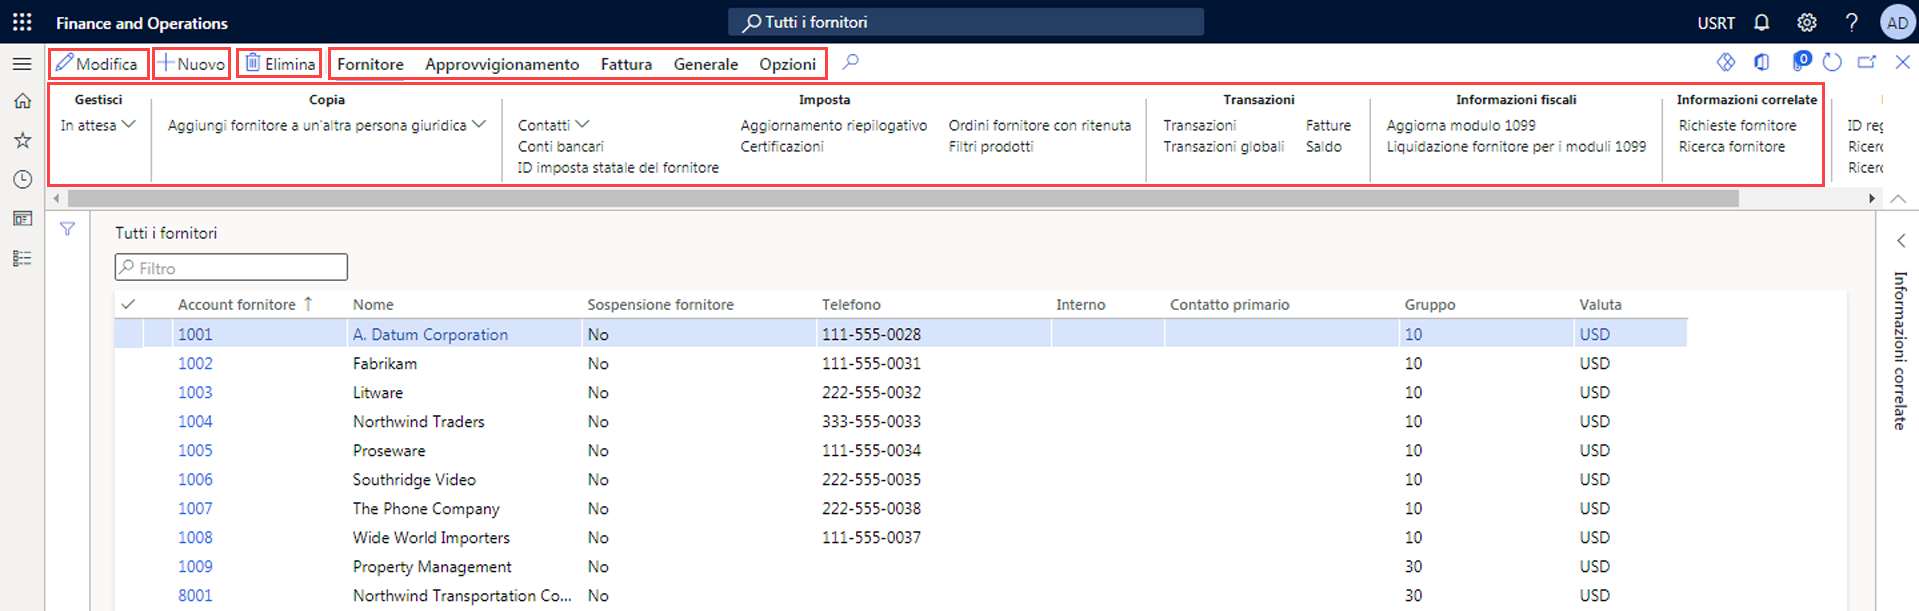 Finance and Operations
Tutti i fornitori
USRT
AD
Modifica
Nuovo
Elimina
Fornitore
Approvvigionamento
Fattura
Generale
Opzioni
0
Gestisci
In attesa
Copia
Aggiungi fornitore a un'altra persona giuridica
Imposta
Contatti
Conti bancari
ID imposta statale del fornitore
Aggiornamento riepilogativo
Certificazioni
Ordini fornitore con ritenuta
Filtri prodotti
Transazioni
Transazioni
Transazioni globali
Fatture
Saldo
Informazioni fiscali
Aggiorna modulo 1099
Liquidazione fornitore per i moduli 1099
Informazioni correlate
Richieste fornitore
Ricerca fornitore
ID reg
Ricerc
Ricerc
Tutti i fornitori
Filtro
Account fornitore Nome Sospensione fornitore Telefono Interno Contatto primario Gruppo Valuta
1001 A. Datum Corporation No 111-555-0028 10 USD
1002 Fabrikam No 111-555-0031 10 USD
1003 Litware No 222-555-0032 10 USD
1004 Northwind Traders No 333-555-0033 10 USD
1005 Proseware No 111-555-0034 10 USD
1006 Southridge Video No 222-555-0035 10 USD
1007 The Phone Company No 222-555-0038 10 USD
1008 Wide World Importers No 111-555-0037 10 USD
1009 Property Management No 30 USD
8001 Northwind Transportation Co... No 30 USD
Informazioni correlate